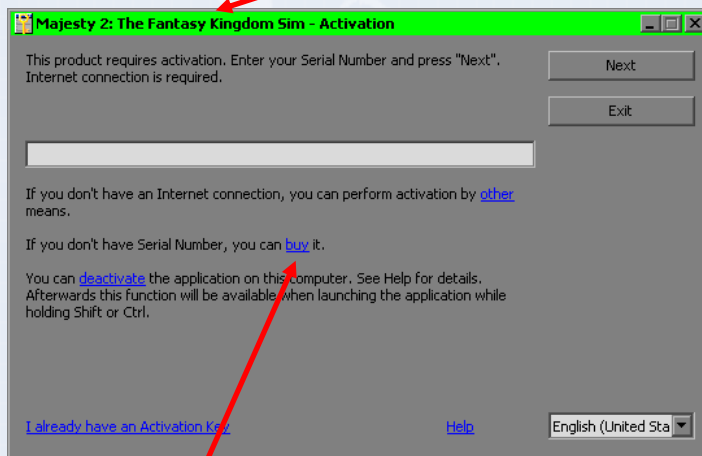 Majesty 2: The Fantasy Kingdom Sim - Activation
This product requires activation. Enter your Serial Number and press "Next".
Internet connection is required.
Next
Exit
If you don't have an Internet connection, you can perform activation by other
means.
If you don't have Serial Number, you can buy it.
You can deactivate the application on this computer. See Help for details.
Afterwards this function will be available when launching the application while
holding Shift or Ctrl.
I already have an Activation Key
Help
English (United Sta